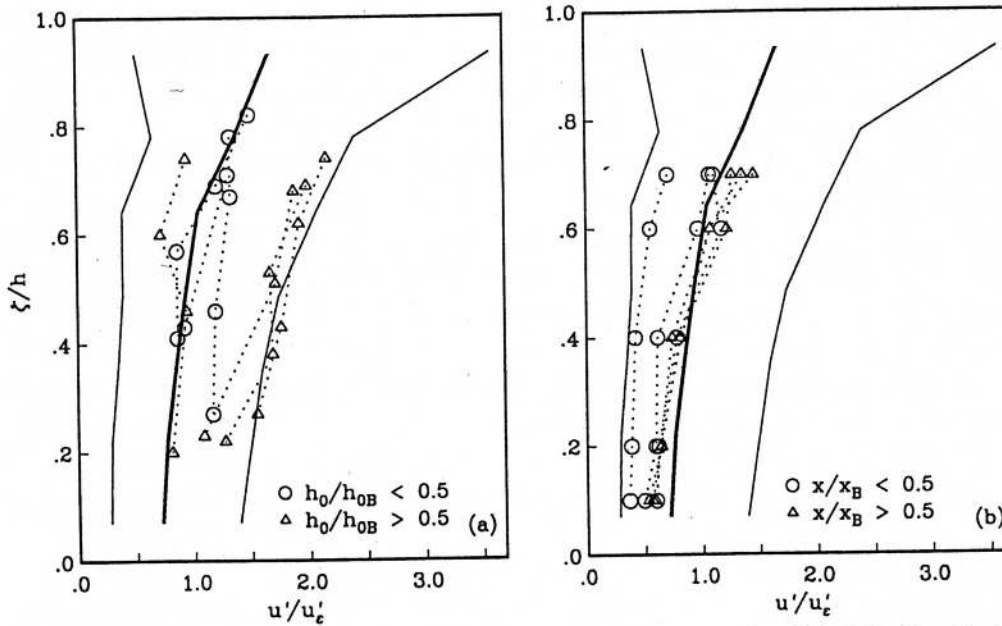 1.0
.8
.6
.4
.2
.0
ζ/h
○ h₀/h₀B < 0.5
△ h₀/h₀B > 0.5
(a)
.0 1.0 2.0 3.0
u'/u'c
1.0
.8
.6
.4
.2
.0
○ x/xB < 0.5
△ x/xB > 0.5
(b)
.0 1.0 2.0 3.0
u'/u'c